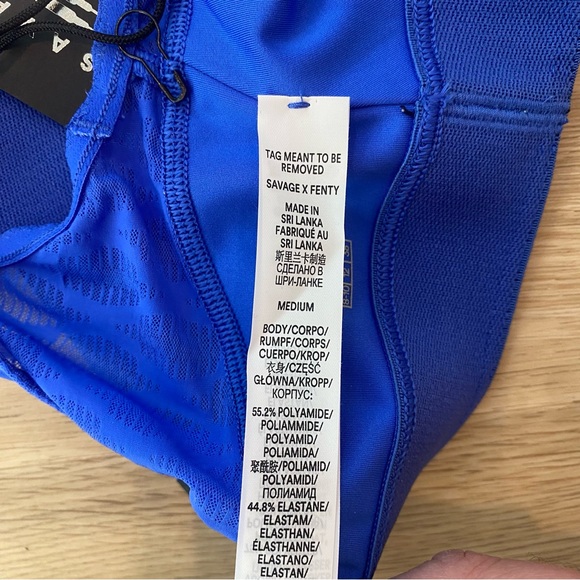 TAG MEANT TO BE
REMOVED
SAVAGE X FENTY
MADE IN
SRI LANKA
FABRIQUÉ AU
SRI LANKA
斯里兰卡制造
СДЕЛАНО В
ШРИ-ЛАНКЕ
MEDIUM
BODY/CORPO/
RUMPF/CORPS/
CUERPO/KROP/
衣身/CZĘŚĆ
GŁÓWNA/KROPP/
КОРПУС:
55.2% POLYAMIDE/
POLIAMMIDE/
POLYAMID/
POLIAMIDA/
聚酰胺/POLIAMID/
POLYAMIDI/
ПОЛИАМИД
44.8% ELASTANE/
ELASTAM/
ELASTHAN/
ÉLASTHANNE/
ELASTANO/
ELASTAN/